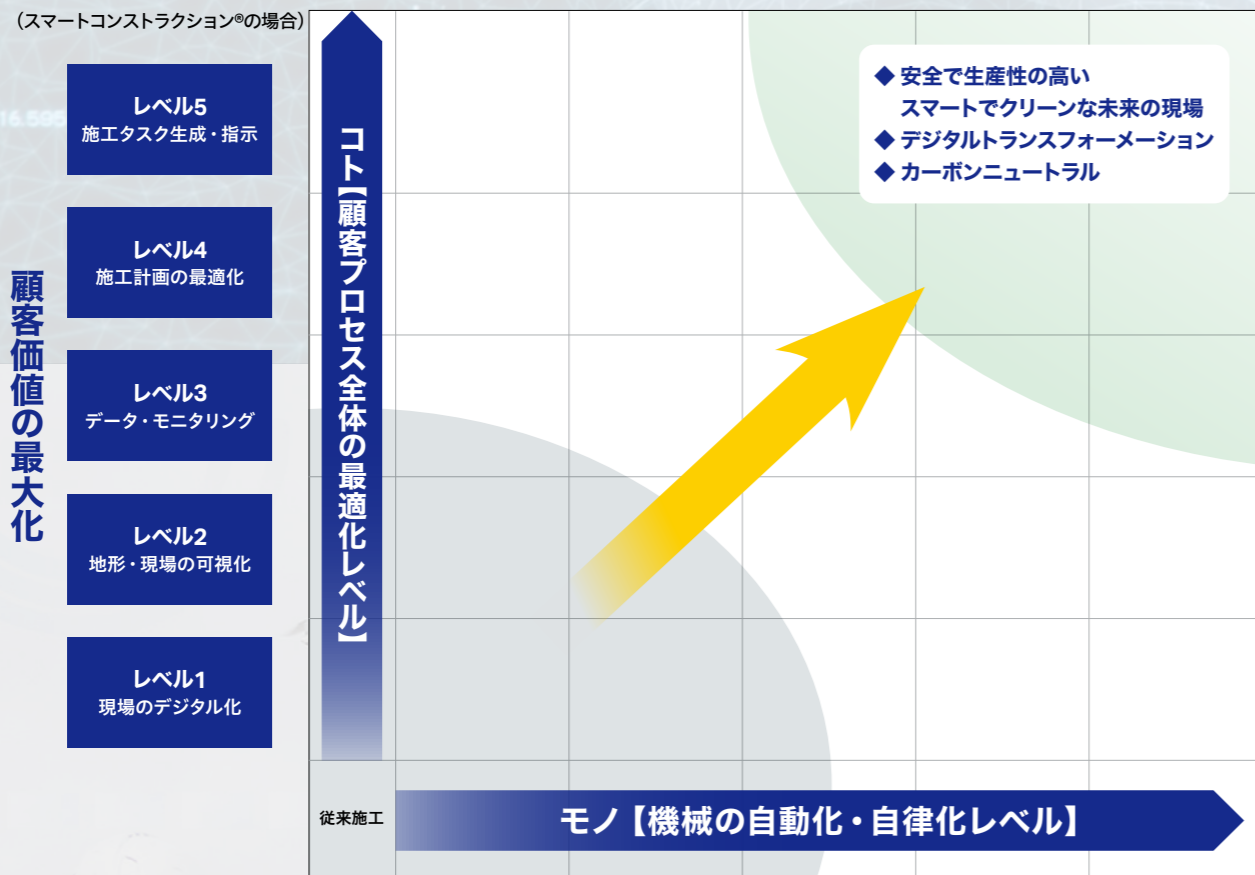 （スマートコンストラクション®の場合）
顧客価値の最大化
レベル5
施工タスク生成・指示
レベル4
施工計画の最適化
レベル3
データ・モニタリング
レベル2
地形・現場の可視化
レベル1
現場のデジタル化
コト【顧客プロセス全体の最適化レベル】
◆ 安全で生産性の高い
スマートでクリーンな未来の現場
◆ デジタルトランスフォーメーション
◆ カーボンニュートラル
従来施工
モノ【機械の自動化・自律化レベル】